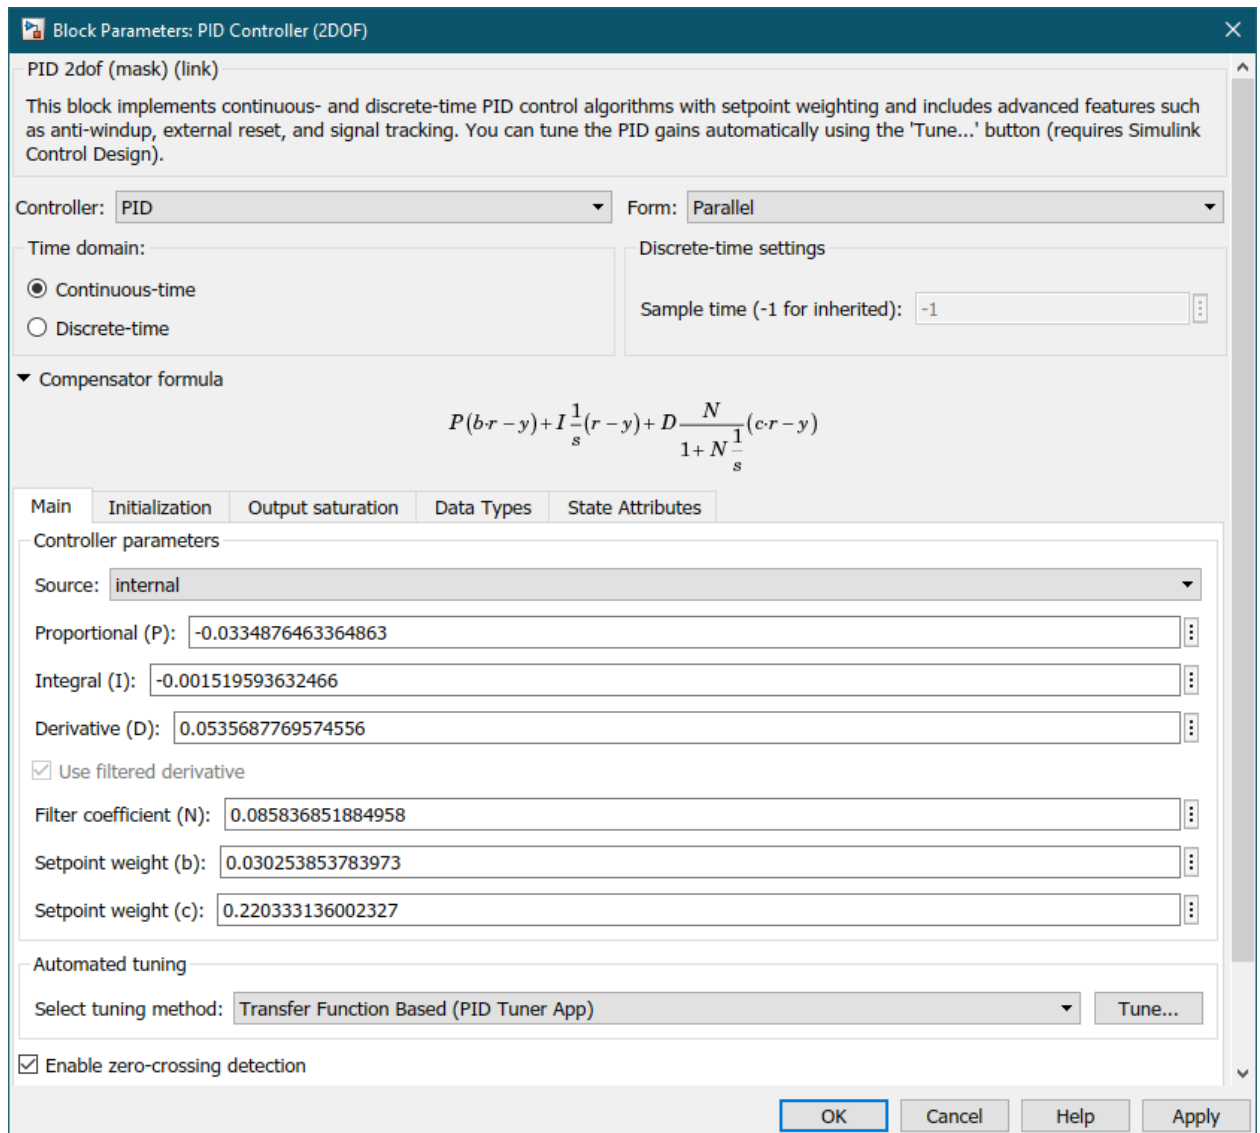 Block Parameters: PID Controller (2DOF)
PID 2dof (mask) (link)
This block implements continuous- and discrete-time PID control algorithms with setpoint weighting and includes advanced features such
as anti-windup, external reset, and signal tracking. You can tune the PID gains automatically using the 'Tune...' button (requires Simulink
Control Design).
Controller: PID Form: Parallel
Time domain:
Continuous-time
Discrete-time
Discrete-time settings
Sample time (-1 for inherited): -1
Compensator formula
P(b·r − y)+I 1/s (r − y)+D N/(1+N 1/s) (c·r − y)
Main Initialization Output saturation Data Types State Attributes
Controller parameters
Source: internal
Proportional (P): -0.0334876463364863
Integral (I): -0.001519593632466
Derivative (D): 0.0535687769574556
Use filtered derivative
Filter coefficient (N): 0.085836851884958
Setpoint weight (b): 0.030253853783973
Setpoint weight (c): 0.220333136002327
Automated tuning
Select tuning method: Transfer Function Based (PID Tuner App) Tune...
Enable zero-crossing detection
OK Cancel Help Apply